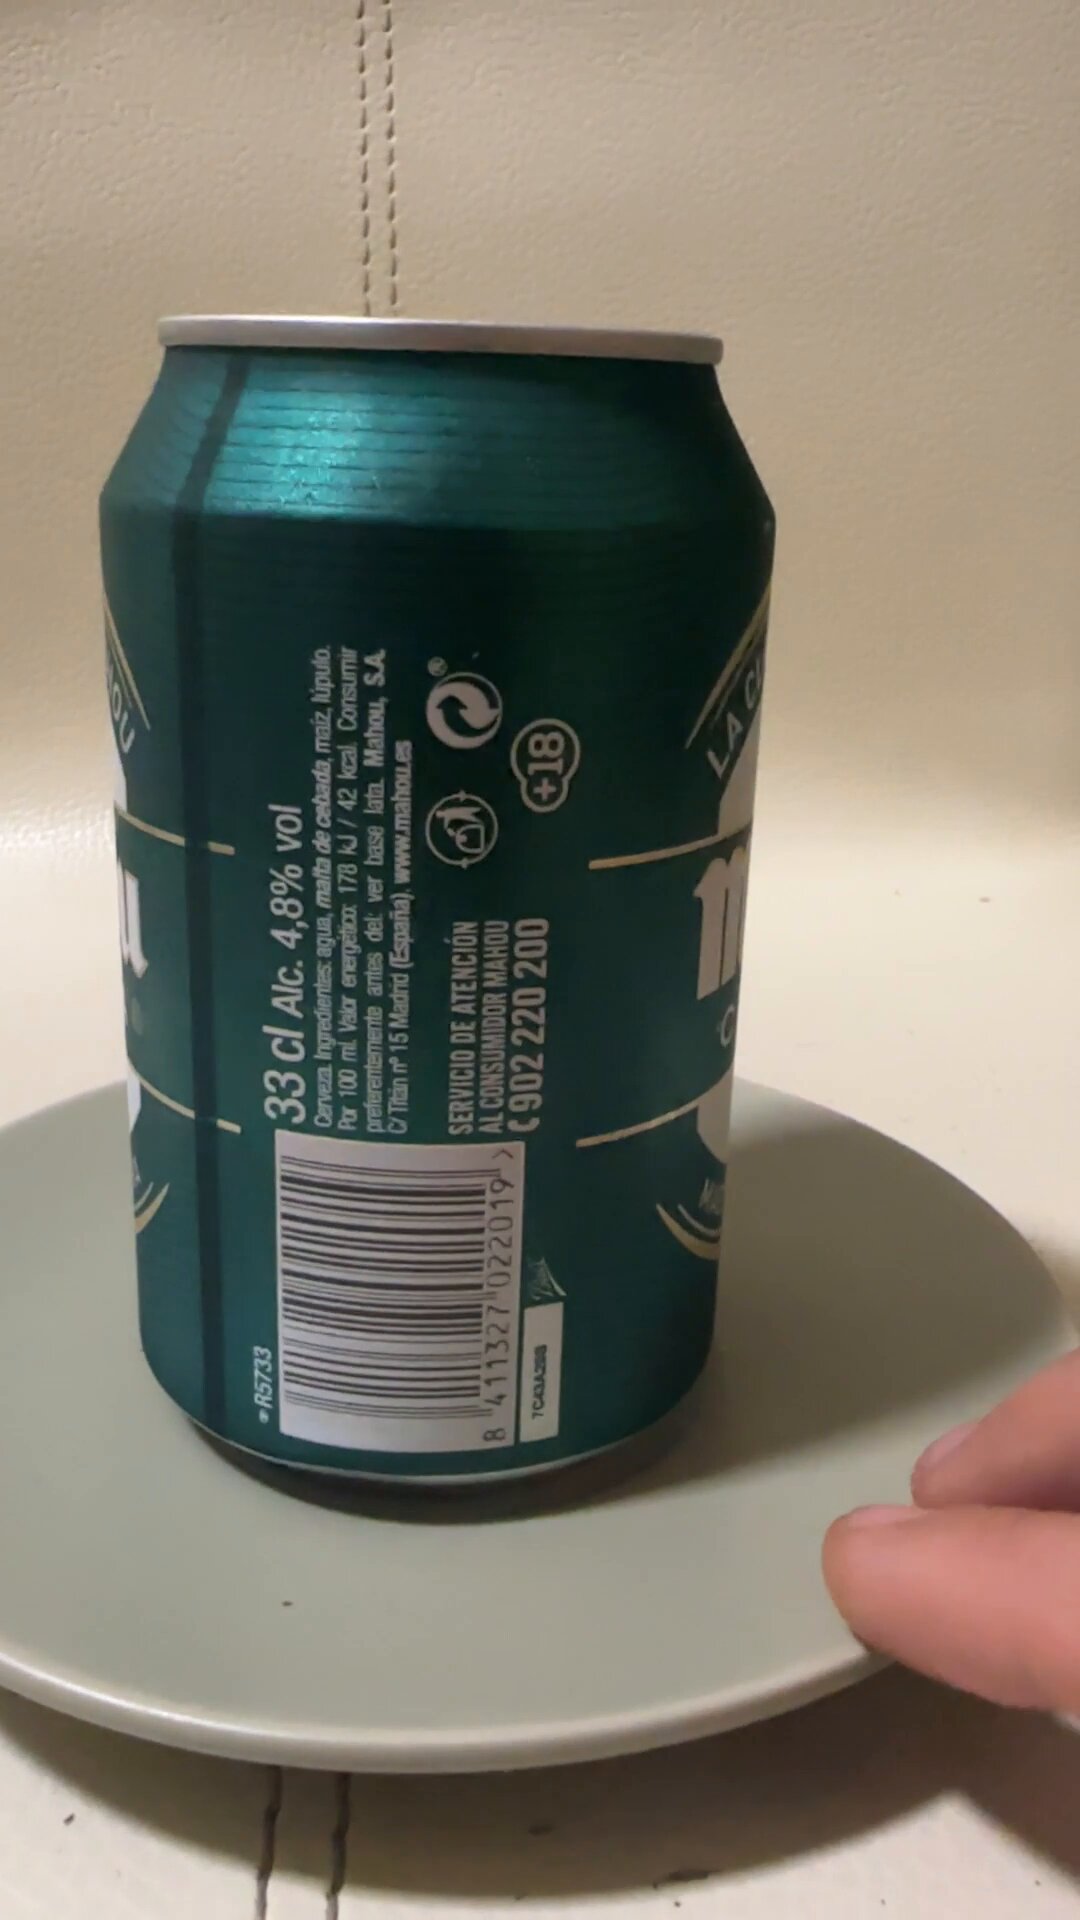 33 cl Alc. 4,8% vol
Cerveza. Ingredientes: agua, malta de cebada, maíz, lúpulo.
Por 100 ml. Valor energético: 178 kJ / 42 kcal. Consumir
preferentemente antes del: ver base lata. Mahou, S.A.
C/ Titán nº 15 Madrid (España). www.mahou.es
SERVICIO DE ATENCIÓN
AL CONSUMIDOR MAHOU
902 220 200
+18
8 411327 022019 >
R5733
Ball
LA